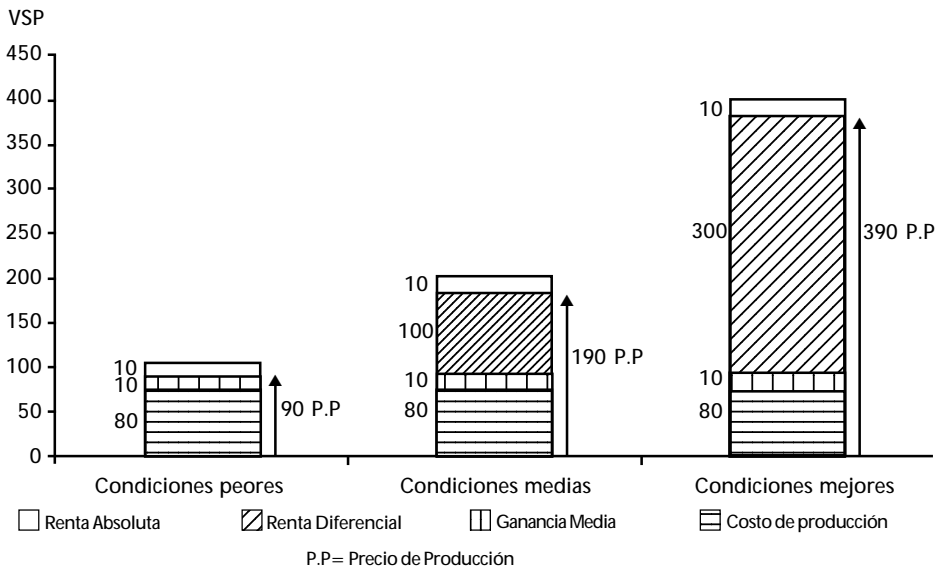 VSP
450
400
350
300
250
200
150
100
50
0
10
10
80
90 P.P
10
100
10
80
190 P.P
10
300
10
80
390 P.P
Condiciones peores
Condiciones medias
Condiciones mejores
Renta Absoluta
Renta Diferencial
Ganancia Media
Costo de producción
P.P= Precio de Producción